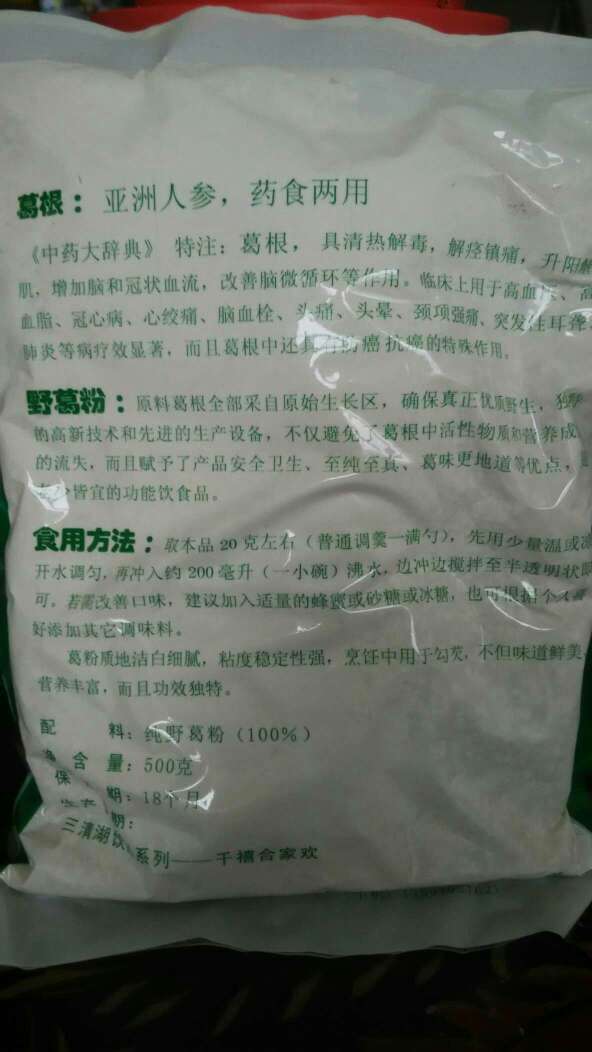 葛根：亚洲人参，药食两用
《中药大辞典》特注：葛根，具清热解毒，解痉镇痛，升阳解
肌，增加脑和冠状血流，改善脑微循环等作用。临床上用于高血压、高
血脂、冠心病、心绞痛、脑血栓、头痛、头晕、颈项强痛、突发性耳聋、
肺炎等病疗效显著，而且葛根中还具有防癌抗癌的特殊作用。
野葛粉：原料葛根全部采自原始生长区，确保真正优质野生，独特
的高新技术和先进的生产设备，不仅避免了葛根中活性物质和营养成
的流失，而且赋予了产品安全卫生、至纯至真、葛味更地道等优点，是
皆宜的功能饮食品。
食用方法：取本品20克左右（普通调羹一满勺），先用少量温或凉
开水调匀，再冲入约200毫升（一小碗）沸水，边冲边搅拌至半透明状即
可。若需改善口味，建议加入适量的蜂蜜或砂糖或冰糖，也可根据个人喜
好添加其它调味料。
葛粉质地洁白细腻，粘度稳定性强，烹饪中用于勾芡，不但味道鲜美
营养丰富，而且功效独特。
配料：纯野葛粉（100%）
净含量：500克
保 期：18个月
生产 期：
三清湖饮 系列——千禧合家欢